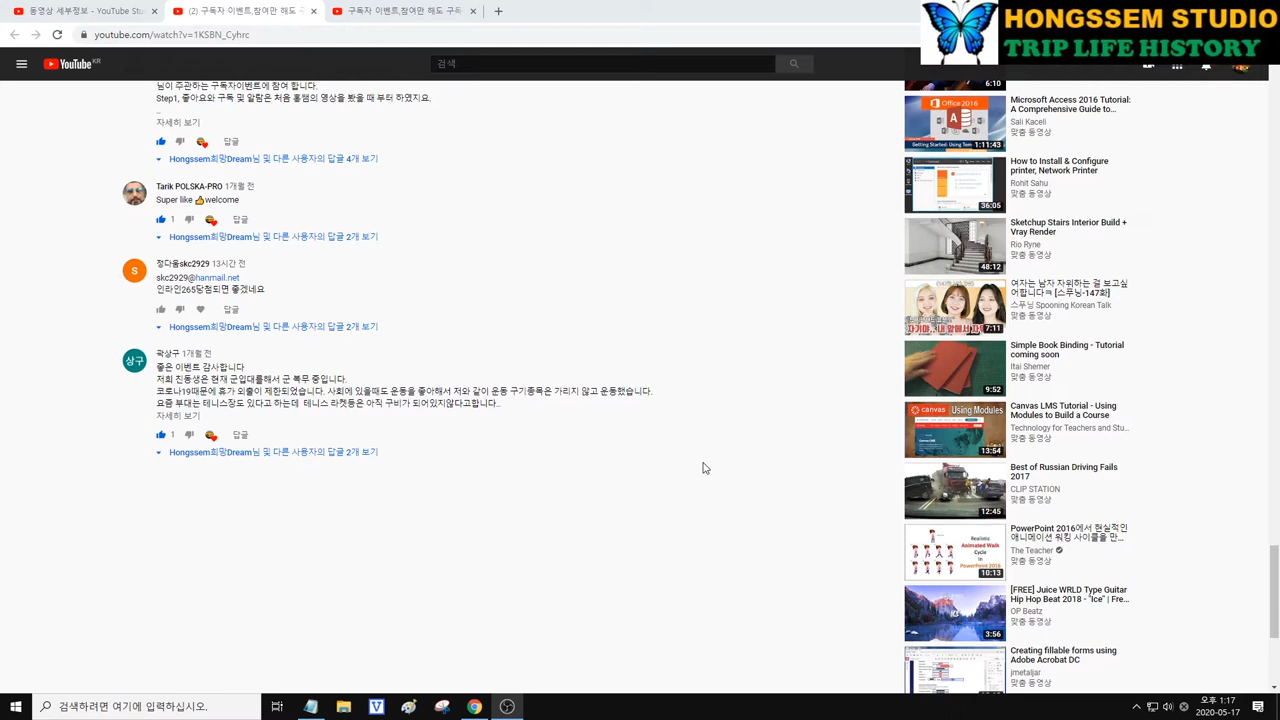 동영상 세부정보 - YouTube Stu
(2) 구독자 이벤트,참여만 해도
구독자 이벤트,참여만 해도
youtube.com/watch?v=1KSBN_Cyhrc
HONGSSEM STUDIO
TRIP LIFE HISTORY
YouTube KR
검색
님이 주관하는 구독자이벤트에 참여 합니다.
Step1, 좋아요와 구독 및 알람은 처음 홍쌤의 영상을 봤을 때 부터 하였지요~
..
자세히 보기
답글
Hongssem희망Dream님 및 다른 사용자의 답글 4개 보기
Tarik POLSKA-PRO 1개월 전
Super like 👍welcome
1
답글
Hongssem희망Dream님 및 다른 사용자의 답글 2개 보기
S
정다움skc2929 13시간 전
skc2929@hanmail.net
인라인265당첨되면 좋겠네요
답글
Hongssem희망Dream님 및 다른 사용자의 답글 2개 보기
상구
곽상구 1개월 전
좋은 이벤트 감사합니다
저희 친동생은 현재 군입대를해서 군 복무 중입니다.
코로나19때문에 휴가 외출이 제한되었습니다. 사회에 있을때는 운동을 좋아해서 저와 같이 운동 구기종목은 가리지 않고 운동했습니다.
요즘 부대는 테니스장도 있다고 하는데 테니스 라켓등은 아직 구비가 되어있지않다고합니다.
자세히 보기
1
답글
Hongssem희망Dream님 및 다른 사용자의 답글 2개 보기
6:10
Office 2016
A
1:11:43
Microsoft Access 2016 Tutorial:
A Comprehensive Guide to...
Sali Kaceli
맞춤 동영상
36:05
How to Install & Configure
printer, Network Printer
Rohit Sahu
맞춤 동영상
48:12
Sketchup Stairs Interior Build +
Vray Render
Rio Ryne
맞춤 동영상
7:11
여자는 남자 자위하는 걸 보고싶
어합니다ㅋ [스푸닝-147화]
스푸닝 Spooning Korean Talk
맞춤 동영상
9:52
Simple Book Binding - Tutorial
coming soon
Itai Shemer
맞춤 동영상
canvas Using Modules
13:54
Canvas LMS Tutorial - Using
Modules to Build a Course
Technology for Teachers and Stu...
맞춤 동영상
12:45
Best of Russian Driving Fails
2017
CLIP STATION
맞춤 동영상
Realistic
Animated Walk
Cycle
in
PowerPoint 2016
10:13
PowerPoint 2016에서 현실적인
애니메이션 워킹 사이클을 만...
The Teacher
맞춤 동영상
3:56
[FREE] Juice WRLD Type Guitar
Hip Hop Beat 2018 - "Ice" | Fre...
OP Beatz
맞춤 동영상
Creating fillable forms using
Adobe Acrobat DC
jmetaljar
맞춤 동영상
검색하려면 여기에 입력하십시오.
오후 1:17
2020-05-17